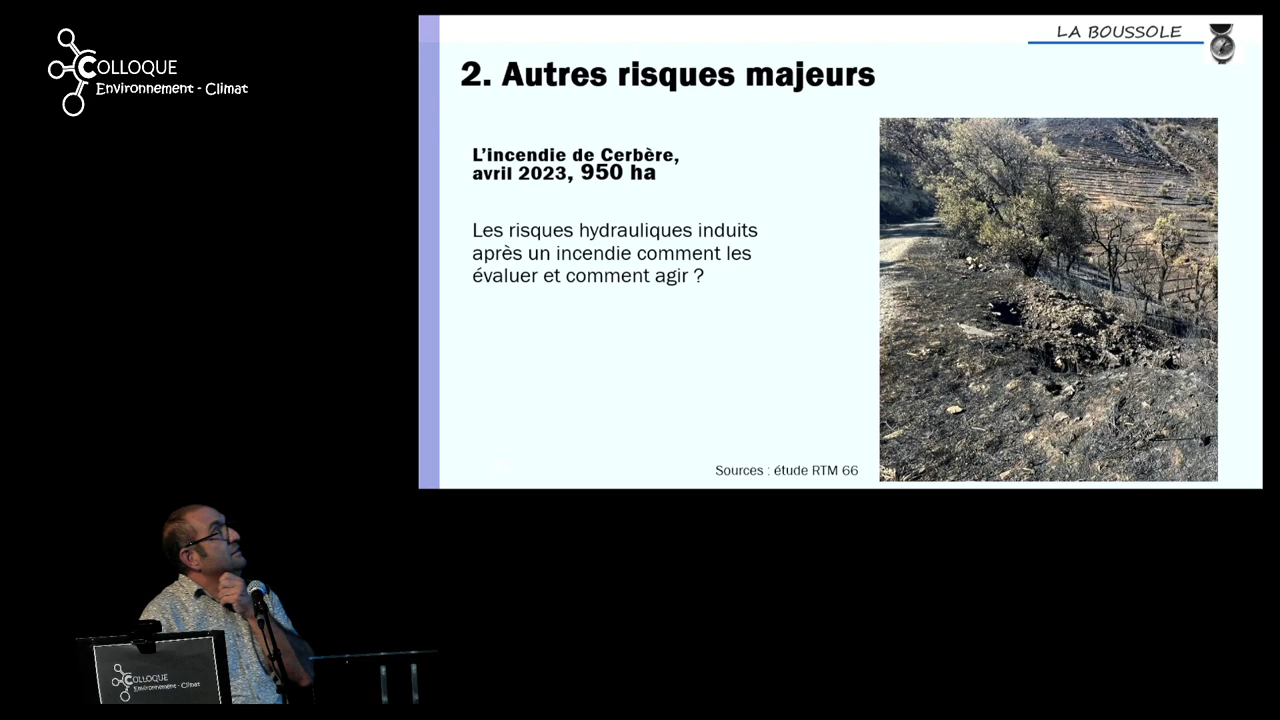 COLLOQUE
Environnement - Climat
LA BOUSSOLE
2. Autres risques majeurs
L'incendie de Cerbère,
avril 2023, 950 ha
Les risques hydrauliques induits
après un incendie comment les
évaluer et comment agir ?
Sources : étude RTM 66
COLLOQUE
Environnement - Climat